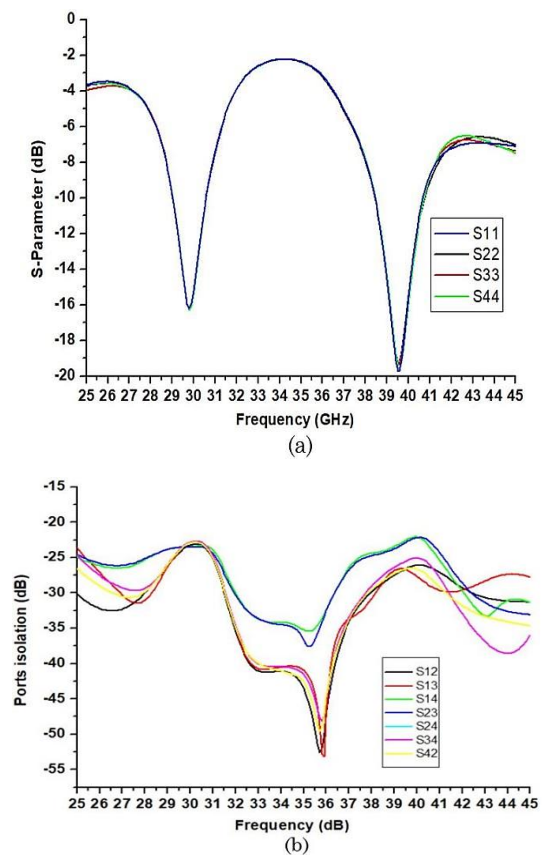 0
-2
-4
-6
-8
-10
-12
-14
-16
-18
-20
S-Parameter (dB)
S11
S22
S33
S44
25 26 27 28 29 30 31 32 33 34 35 36 37 38 39 40 41 42 43 44 45
Frequency (GHz)
(a)
-15
-20
-25
-30
-35
-40
-45
-50
-55
Ports isolation (dB)
S12
S13
S14
S23
S24
S34
S42
25 26 27 28 29 30 31 32 33 34 35 36 37 38 39 40 41 42 43 44 45
Frequency (dB)
(b)